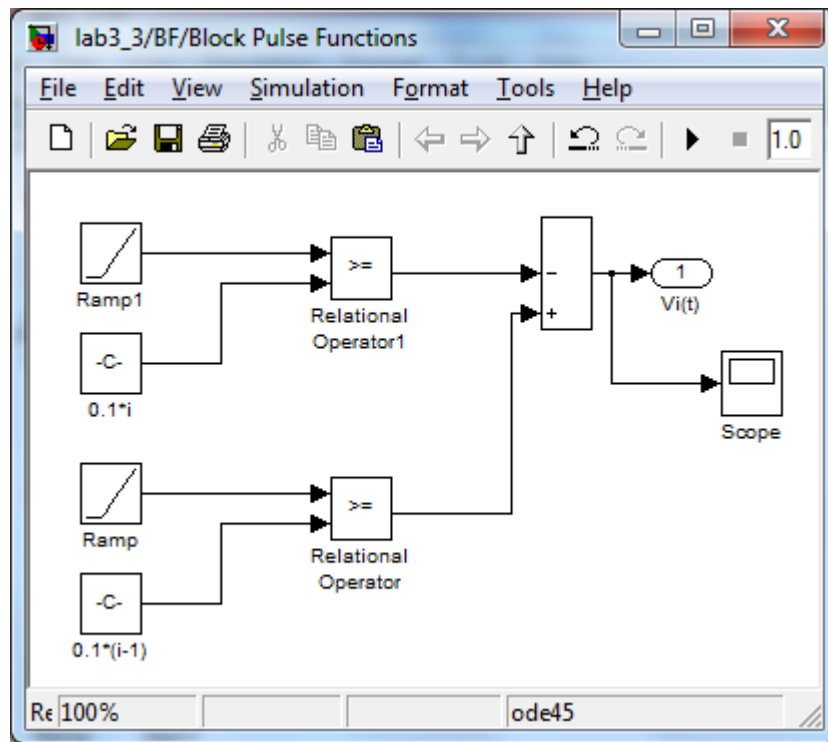 lab3_3/BF/Block Pulse Functions
File Edit View Simulation Format Tools Help
1.0
Ramp1
>=
Relational
Operator1
-C-
0.1*i
-
+
1
Vi(t)
Scope
Ramp
>=
Relational
Operator
-C-
0.1*(i-1)
Re 100% ode45